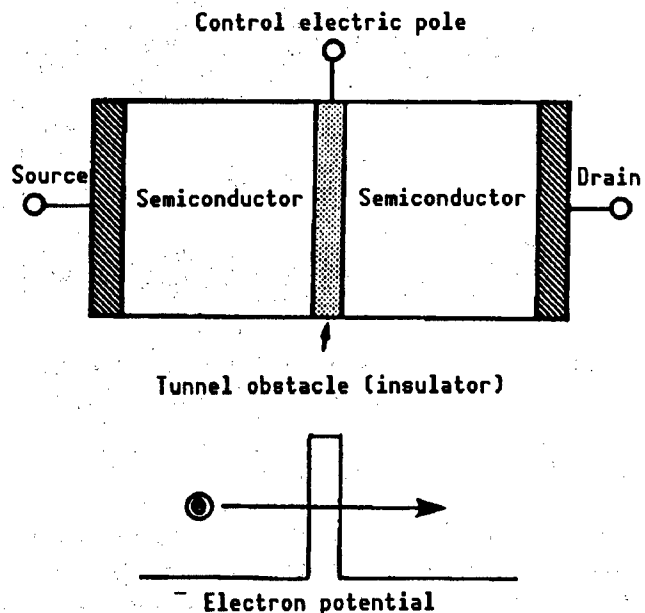 Control electric pole
Source
Semiconductor
Semiconductor
Drain
Tunnel obstacle (insulator)
Electron potential